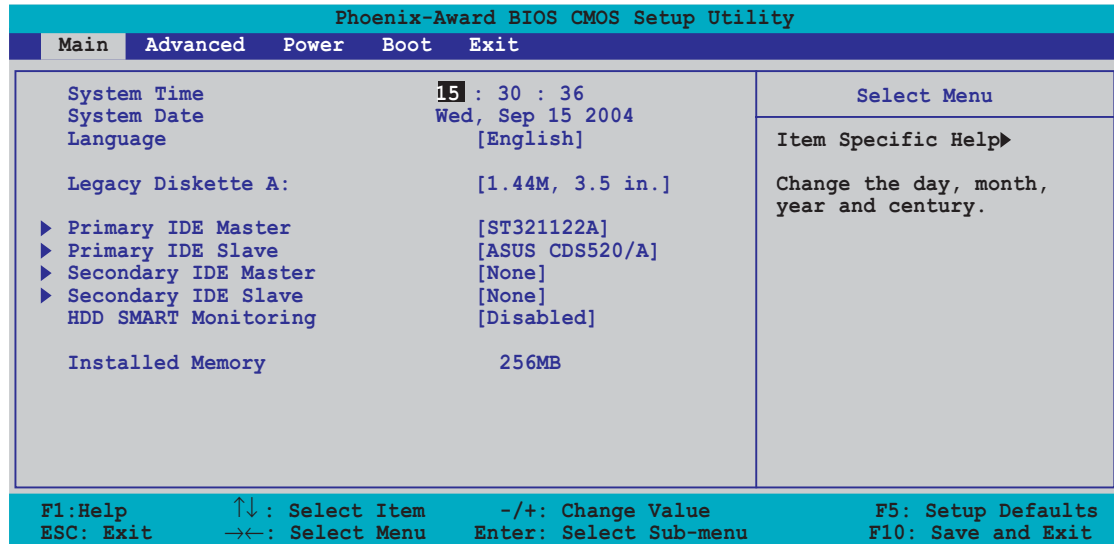 Phoenix-Award BIOS CMOS Setup Utility
Main Advanced Power Boot Exit
System Time 15 : 30 : 36
System Date Wed, Sep 15 2004
Language [English]
Legacy Diskette A: [1.44M, 3.5 in.]
Primary IDE Master [ST321122A]
Primary IDE Slave [ASUS CDS520/A]
Secondary IDE Master [None]
Secondary IDE Slave [None]
HDD SMART Monitoring [Disabled]
Installed Memory 256MB
Select Menu
Item Specific Help
Change the day, month,
year and century.
F1:Help ↑↓: Select Item -/+: Change Value F5: Setup Defaults
ESC: Exit →←: Select Menu Enter: Select Sub-menu F10: Save and Exit